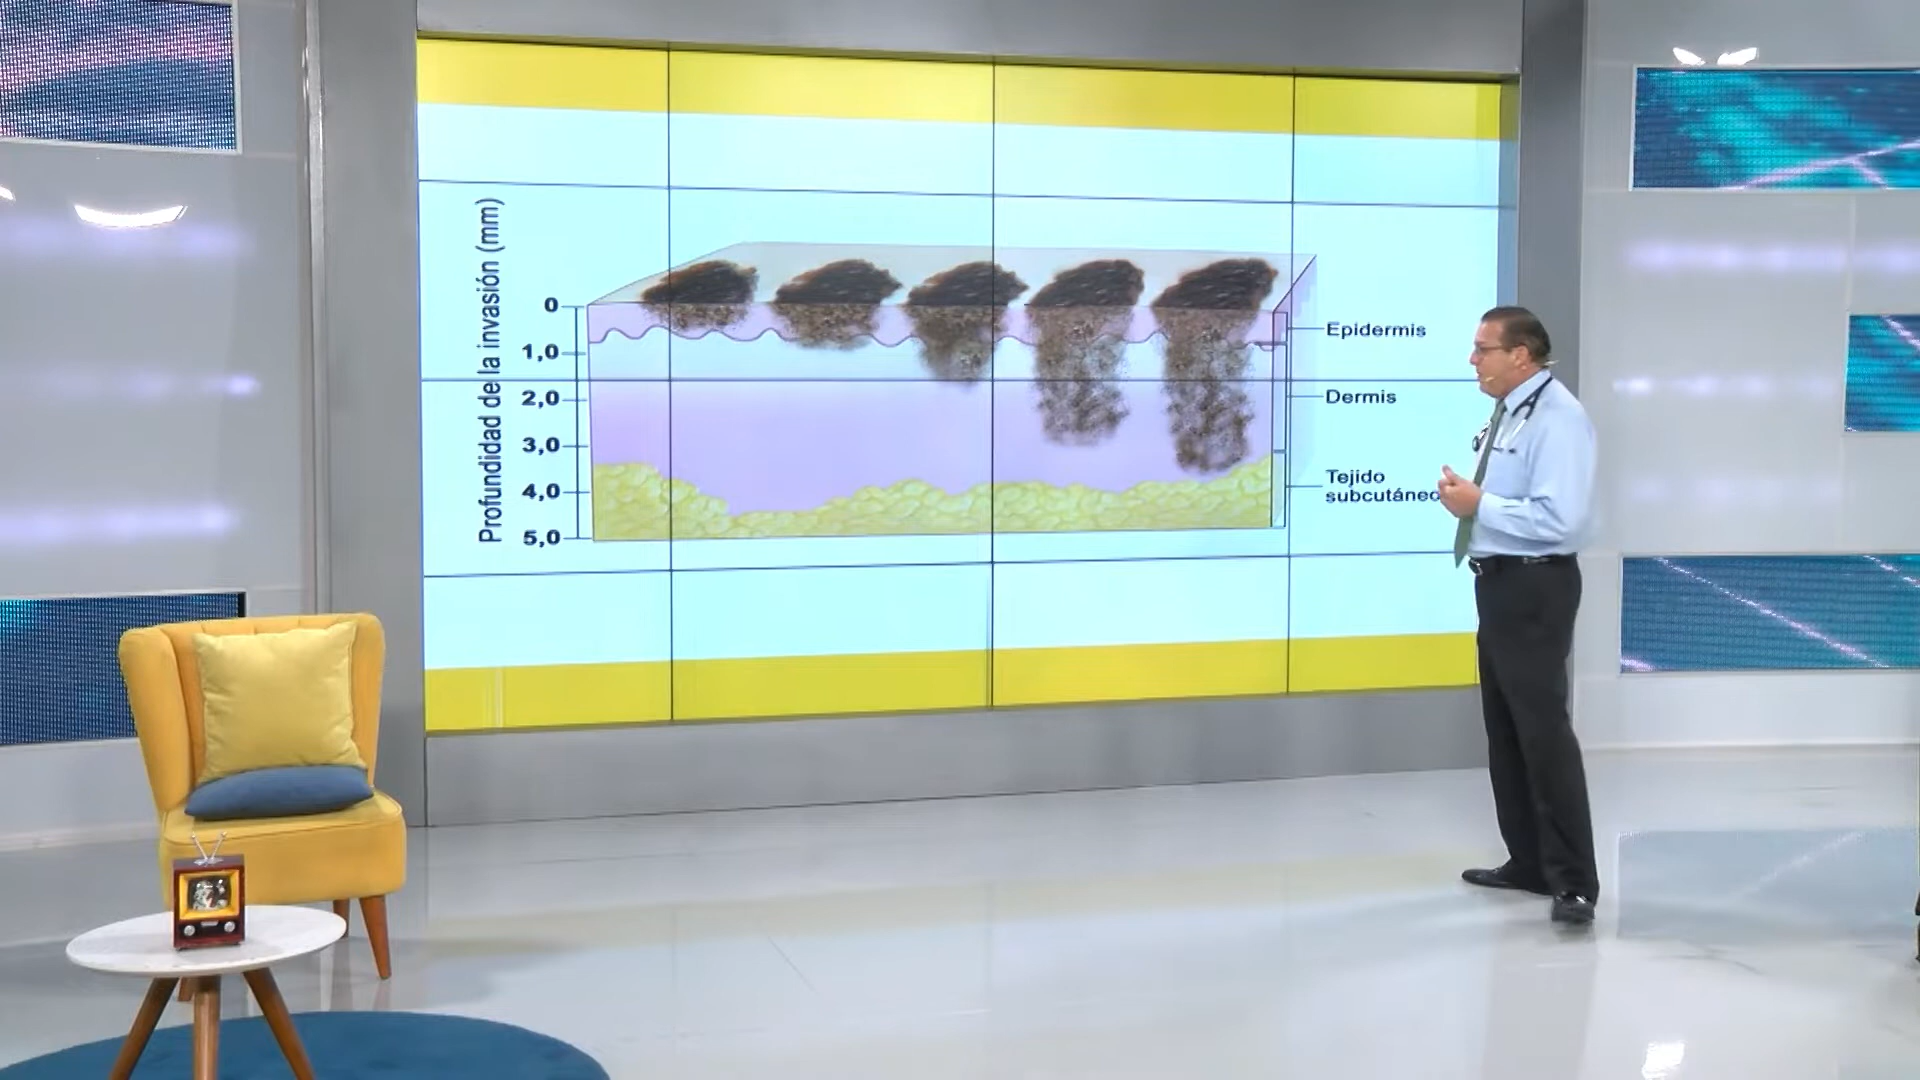 Profundidad de la invasión (mm)
0
1,0
2,0
3,0
4,0
5,0
Epidermis
Dermis
Tejido
subcutáneo